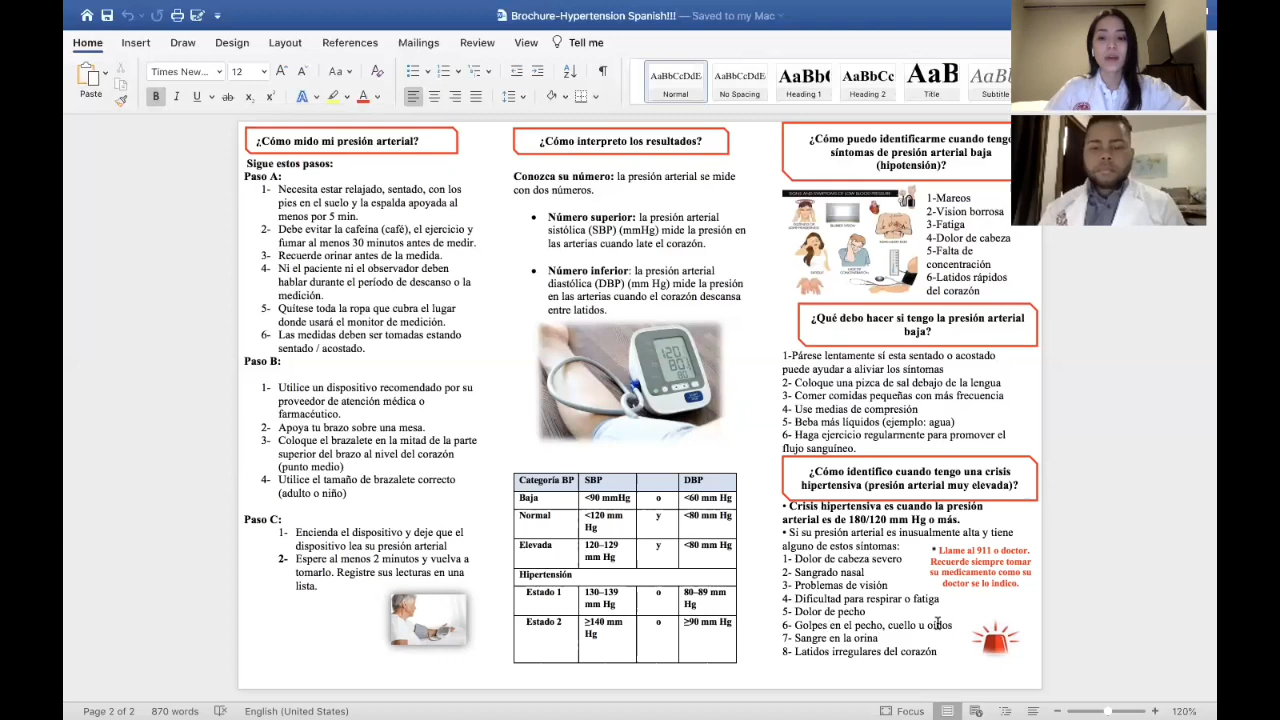 Brochure-Hypertension Spanish!!! — Saved to my Mac
Home Insert Draw Design Layout References Mailings Review View Tell me
Paste
Times New... 12
AaBbCcDdE AaBbCcDdE AaBb( AaBbCc AaB AaBbCcD
Normal No Spacing Heading 1 Heading 2 Title Subtitle
¿Cómo mido mi presión arterial?
Sigue estos pasos:
Paso A:
1- Necesita estar relajado, sentado, con los
pies en el suelo y la espalda apoyada al
menos por 5 min.
2- Debe evitar la cafeína (café), el ejercicio y
fumar al menos 30 minutos antes de medir.
3- Recuerde orinar antes de la medida.
4- Ni el paciente ni el observador deben
hablar durante el período de descanso o la
medición.
5- Quítese toda la ropa que cubra el lugar
donde usará el monitor de medición.
6- Las medidas deben ser tomadas estando
sentado / acostado.
Paso B:
1- Utilice un dispositivo recomendado por su
proveedor de atención médica o
farmacéutico.
2- Apoya tu brazo sobre una mesa.
3- Coloque el brazalete en la mitad de la parte
superior del brazo al nivel del corazón
(punto medio)
4- Utilice el tamaño de brazalete correcto
(adulto o niño)
Paso C:
1- Encienda el dispositivo y deje que el
dispositivo lea su presión arterial
2- Espere al menos 2 minutos y vuelva a
tomarlo. Registre sus lecturas en una
lista.
¿Cómo interpreto los resultados?
Conozca su número: la presión arterial se mide
con dos números.
• Número superior: la presión arterial
sistólica (SBP) (mmHg) mide la presión en
las arterias cuando late el corazón.
• Número inferior: la presión arterial
diastólica (DBP) (mm Hg) mide la presión
en las arterias cuando el corazón descansa
entre latidos.
Categoría BP SBP DBP
Baja <90 mmHg o <60 mm Hg
Normal <120 mm Hg y <80 mm Hg
Elevada 120–129 mm Hg y <80 mm Hg
Hipertensión
Estado 1 130–139 mm Hg o 80–89 mm Hg
Estado 2 ≥140 mm Hg o ≥90 mm Hg
¿Cómo puedo identificarme cuando tengo
síntomas de presión arterial baja
(hipotensión)?
SIGNS AND SYMPTOMS OF LOW BLOOD PRESSURE
1-Mareos
2-Vision borrosa
3-Fatiga
4-Dolor de cabeza
5-Falta de
concentración
6-Latidos rápidos
del corazón
¿Qué debo hacer si tengo la presión arterial
baja?
1-Párese lentamente sí esta sentado o acostado
puede ayudar a aliviar los síntomas
2- Coloque una pizca de sal debajo de la lengua
3- Comer comidas pequeñas con más frecuencia
4- Use medias de compresión
5- Beba más líquidos (ejemplo: agua)
6- Haga ejercicio regularmente para promover el
flujo sanguíneo.
¿Cómo identifico cuando tengo una crisis
hipertensiva (presión arterial muy elevada)?
• Crisis hipertensiva es cuando la presión
arterial es de 180/120 mm Hg o más.
• Si su presión arterial es inusualmente alta y tiene
alguno de estos síntomas:
1- Dolor de cabeza severo
2- Sangrado nasal
3- Problemas de visión
4- Dificultad para respirar o fatiga
5- Dolor de pecho
6- Golpes en el pecho, cuello u oídos
7- Sangre en la orina
8- Latidos irregulares del corazón
* Llame al 911 o doctor.
Recuerde siempre tomar
su medicamento como su
doctor se lo indico.
Page 2 of 2 870 words English (United States) Focus 120%